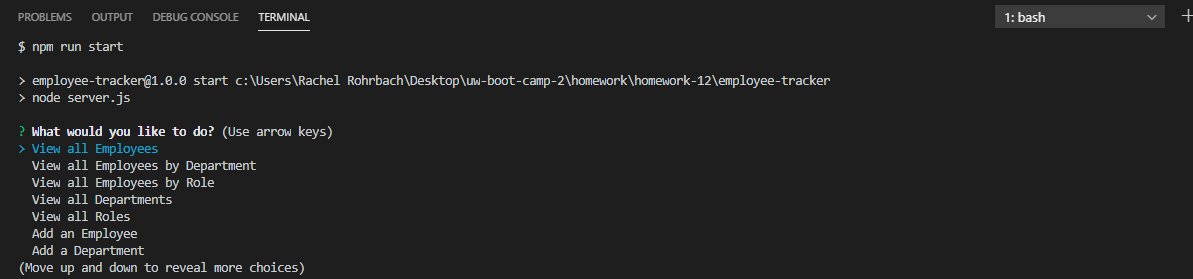 PROBLEMS OUTPUT DEBUG CONSOLE TERMINAL 1: bash
$ npm run start
> employee-tracker@1.0.0 start c:\Users\Rachel Rohrbach\Desktop\uw-boot-camp-2\homework\homework-12\employee-tracker
> node server.js
? What would you like to do? (Use arrow keys)
> View all Employees
View all Employees by Department
View all Employees by Role
View all Departments
View all Roles
Add an Employee
Add a Department
(Move up and down to reveal more choices)